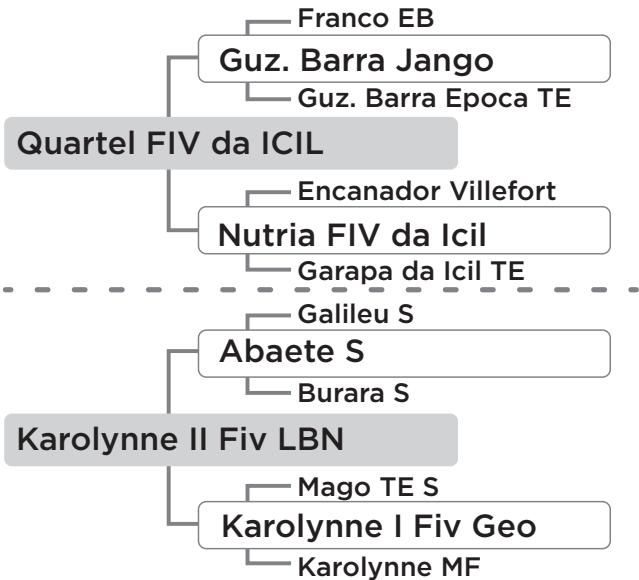 Franco EB
Guz. Barra Jango
Guz. Barra Epoca TE
Quartel FIV da ICIL
Encanador Villefort
Nutria FIV da Icil
Garapa da Icil TE
Galileu S
Abaete S
Burara S
Karolynne II Fiv LBN
Mago TE S
Karolynne I Fiv Geo
Karolynne MF